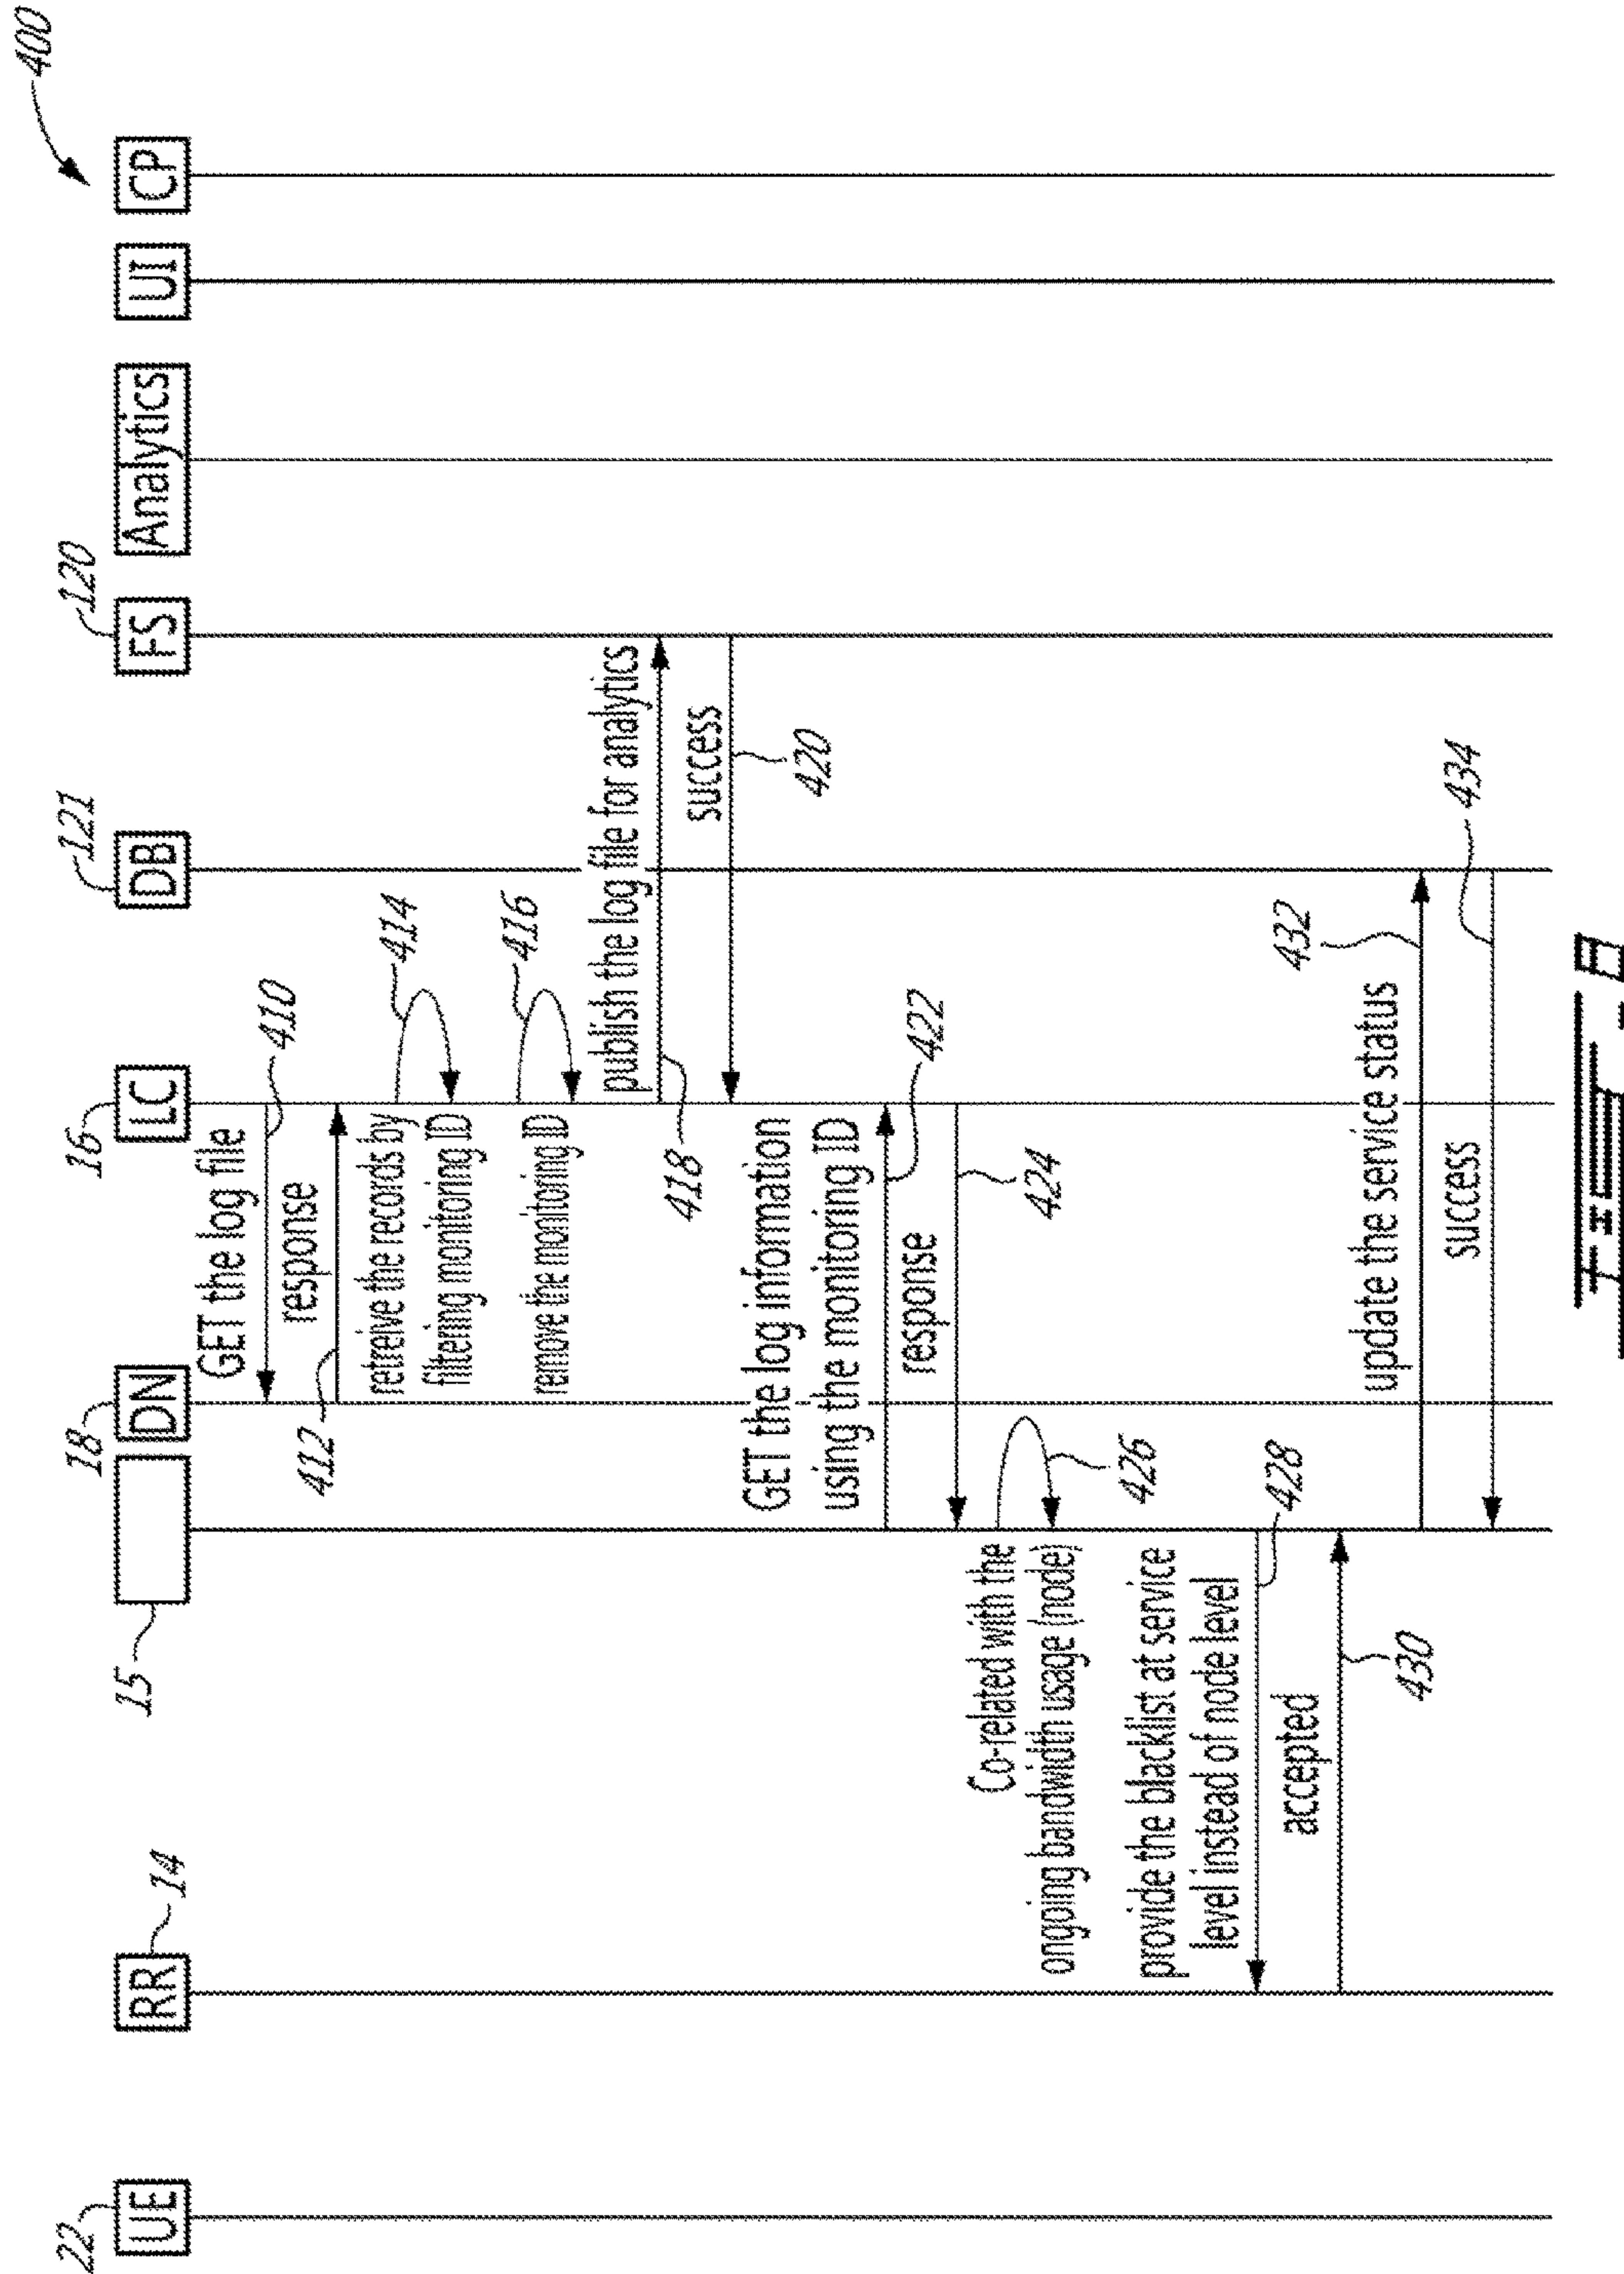 400
22
UE
RR
14
15
18
DN
16
LC
121
DB
120
FS
Analytics
UI
CP
GET the log file
410
response
412
retreive the records by
filtering monitoring ID
414
remove the monitoring ID
416
publish the log file for analytics
418
success
420
GET the log information
using the monitoring ID
422
response
424
Co-related with the
ongoing bandwidth usage (node)
426
provide the blacklist at service
level instead of node level
428
accepted
430
update the service status
432
success
434